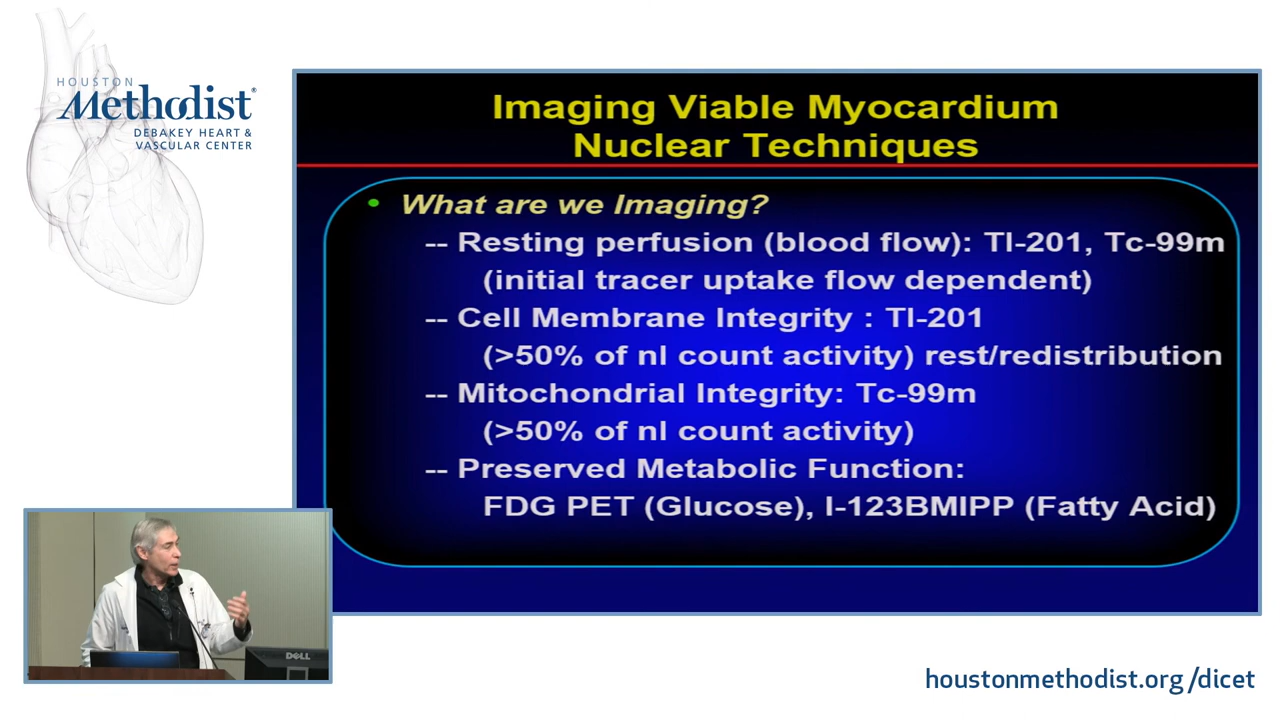 HOUSTON
Methodist®
DEBAKEY HEART &
VASCULAR CENTER
Imaging Viable Myocardium
Nuclear Techniques
• What are we Imaging?
-- Resting perfusion (blood flow): Tl-201, Tc-99m
(initial tracer uptake flow dependent)
-- Cell Membrane Integrity : Tl-201
(>50% of nl count activity) rest/redistribution
-- Mitochondrial Integrity: Tc-99m
(>50% of nl count activity)
-- Preserved Metabolic Function:
FDG PET (Glucose), I-123BMIPP (Fatty Acid)
DELL
houstonmethodist.org/dicet